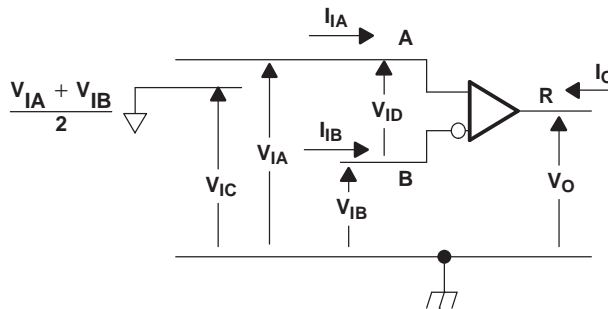 I_IA
A
I_O
V_IA + V_IB
2
R
V_ID
I_IB
V_IA
V_IC
B
V_IB
V_O